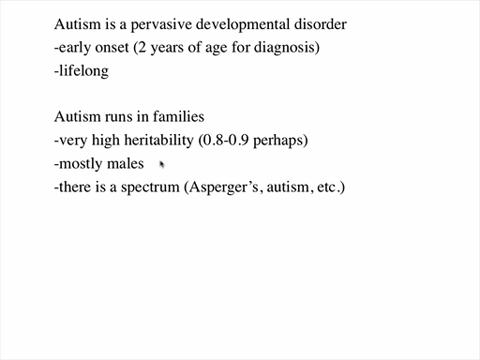 Autism is a pervasive developmental disorder
-early onset (2 years of age for diagnosis)
-lifelong
Autism runs in families
-very high heritability (0.8-0.9 perhaps)
-mostly males
-there is a spectrum (Asperger’s, autism, etc.)